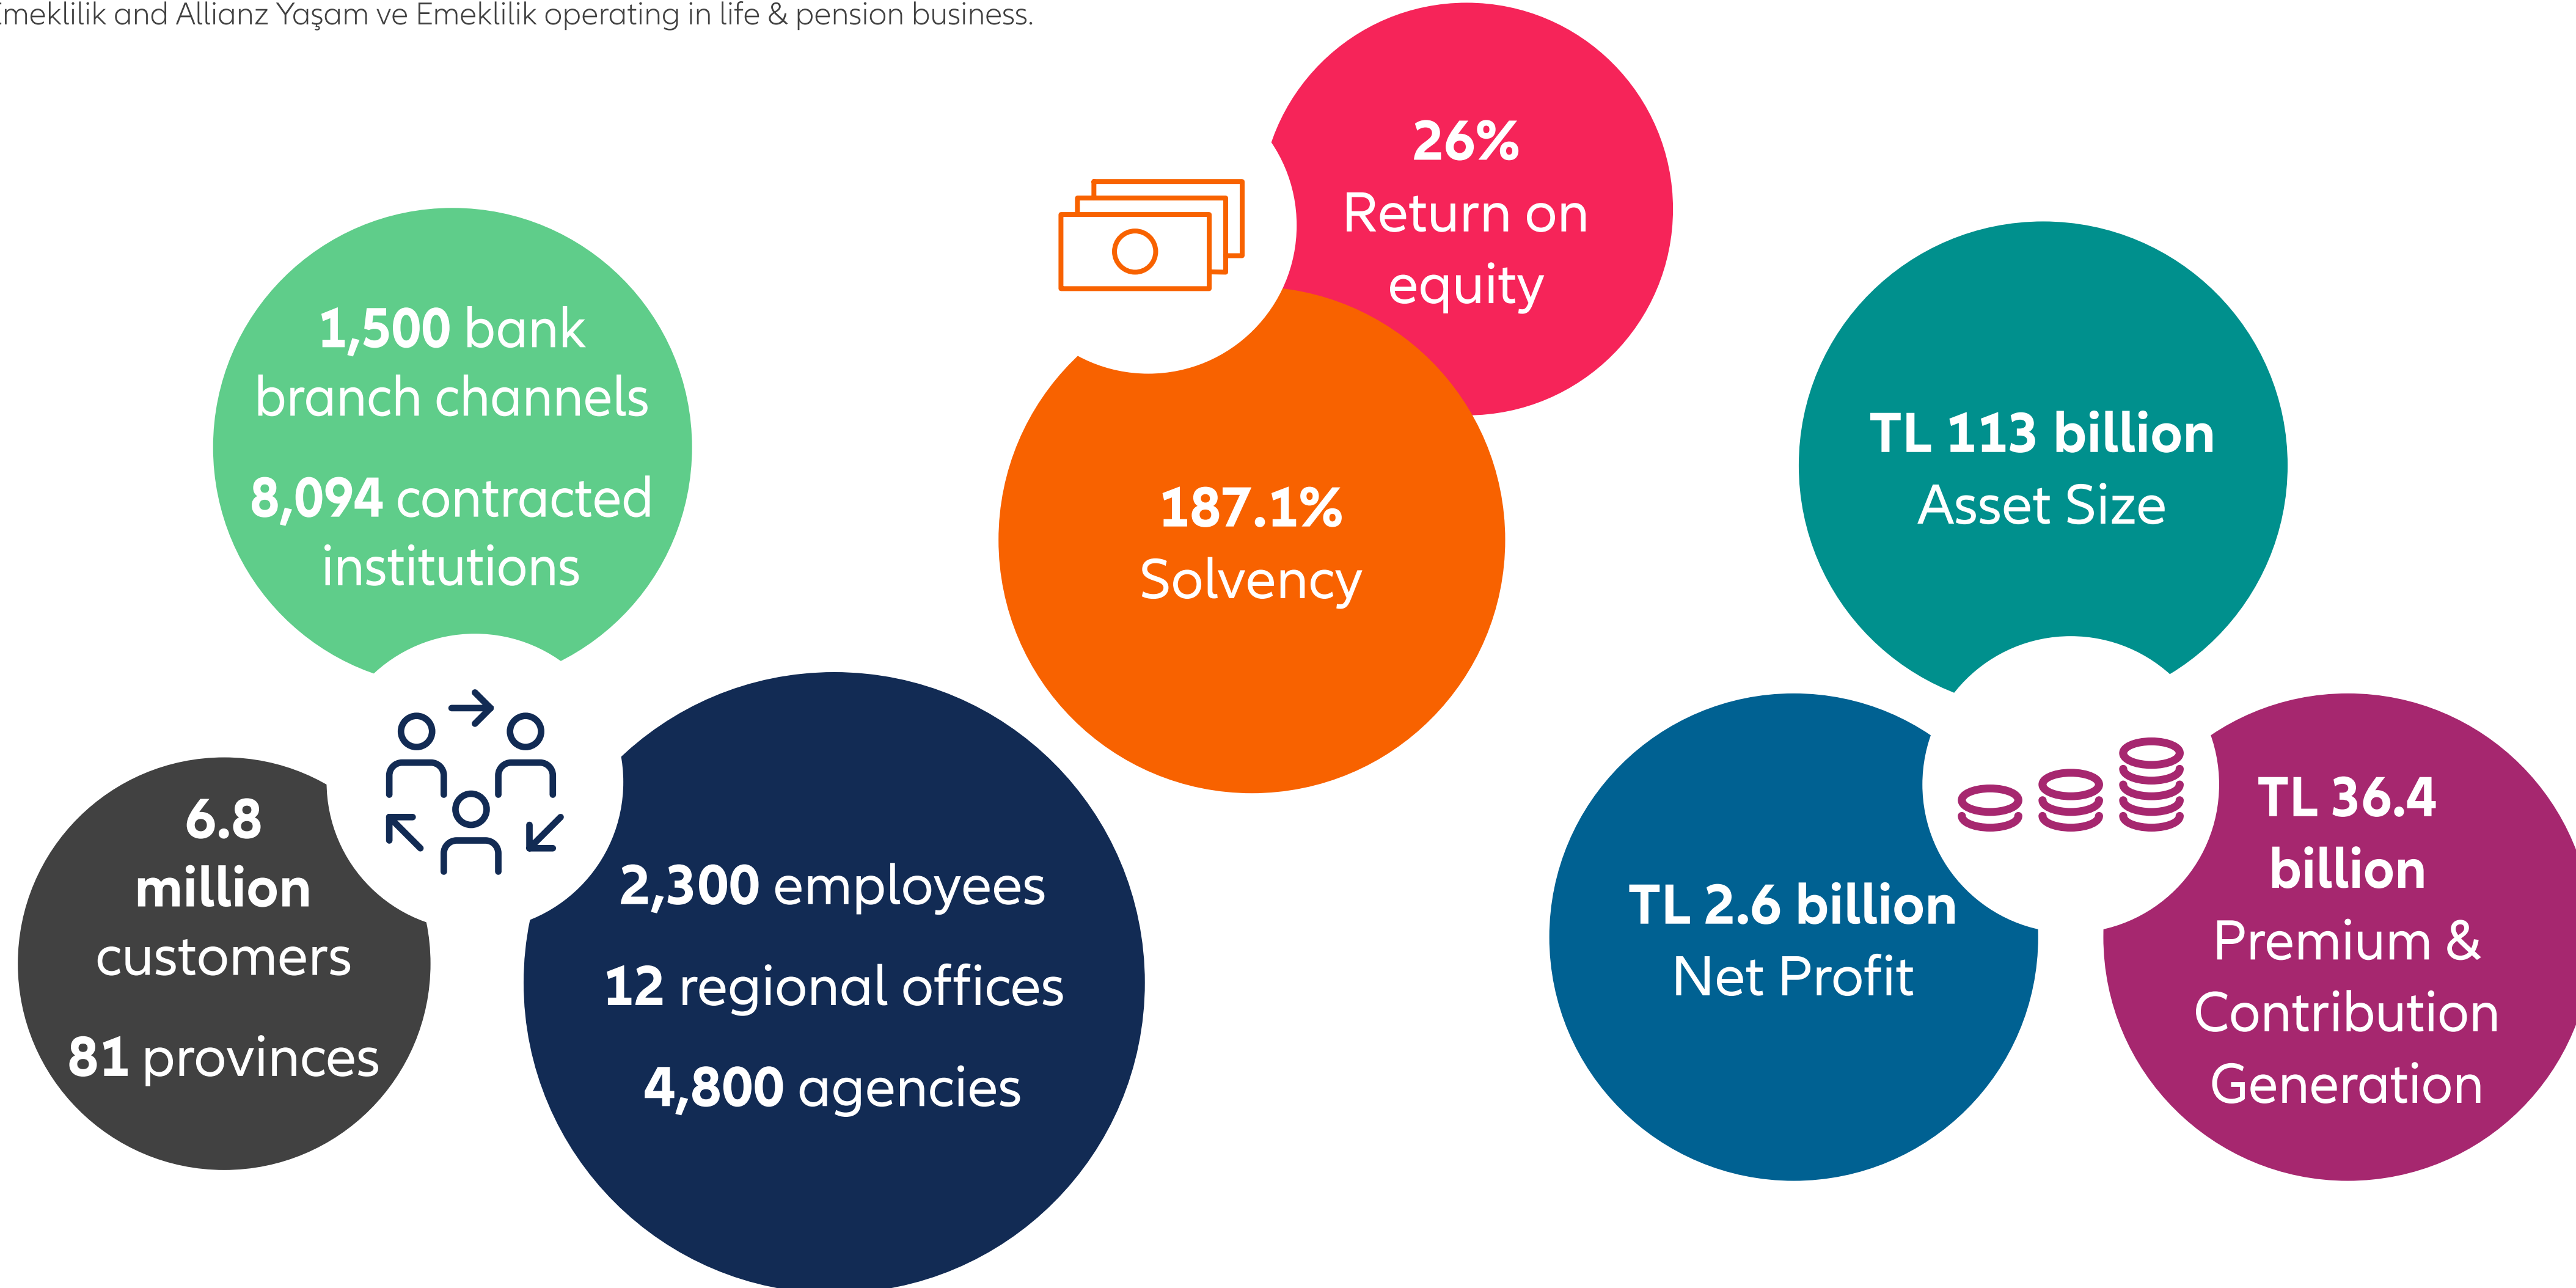 Emeklilik and Allianz Yaşam ve Emeklilik operating in life & pension business.
1,500 bank
branch channels
8,094 contracted
institutions
6.8
million
customers
81 provinces
2,300 employees
12 regional offices
4,800 agencies
26%
Return on
equity
187.1%
Solvency
TL 113 billion
Asset Size
TL 2.6 billion
Net Profit
TL 36.4
billion
Premium &
Contribution
Generation